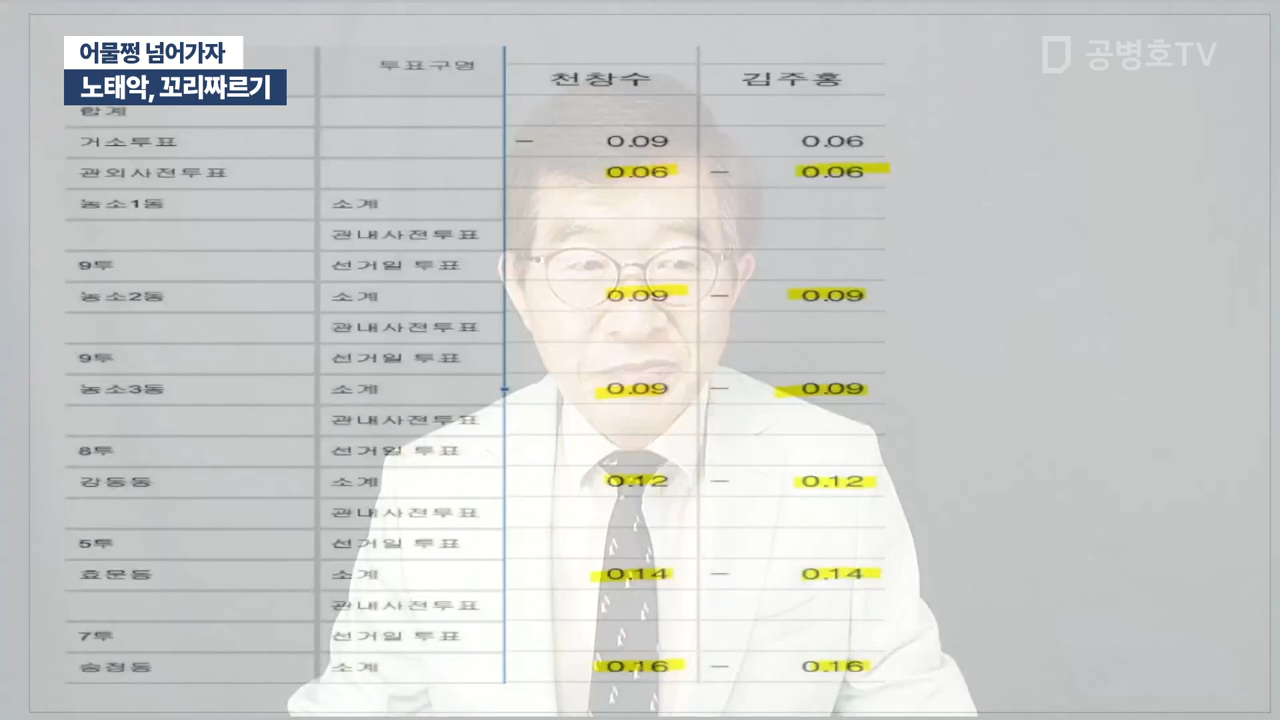 어물쩡 넘어가자
노태악, 꼬리짜르기
공병호TV
투표구명 천창수 김주홍
합계
거소투표 – 0.09 0.06
관외사전투표 0.06 – 0.06
농소1동 소계
관내사전투표
9투 선거일 투표
농소2동 소계 0.09 – 0.09
관내사전투표
9투 선거일 투표
농소3동 소계 0.09 – 0.09
관내사전투표
8투 선거일 투표
강동동 소계 0.12 – 0.12
관내사전투표
5투 선거일 투표
효문동 소계 0.14 – 0.14
관내사전투표
7투 선거일 투표
송정동 소계 0.16 – 0.16